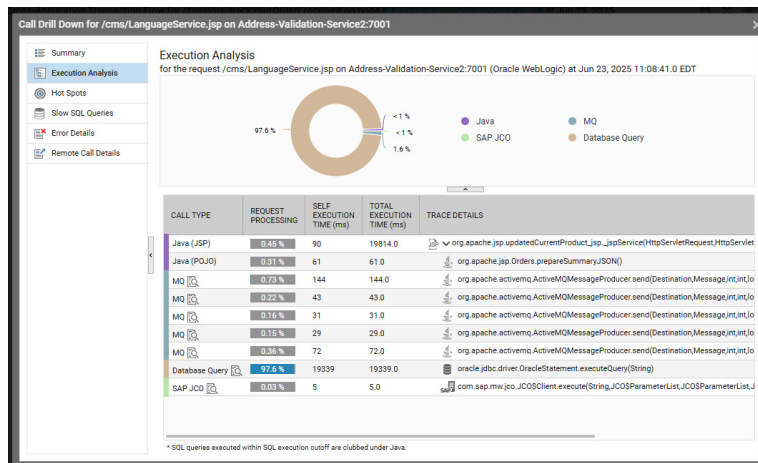 Call Drill Down for /cms/LanguageService.jsp on Address-Validation-Service2:7001
Summary
Execution Analysis
Hot Spots
Slow SQL Queries
Error Details
Remote Call Details
Execution Analysis
for the request /cms/LanguageService.jsp on Address-Validation-Service2:7001 (Oracle WebLogic) at Jun 23, 2025 11:08:41.0 EDT
97.6 %
< 1 %
< 1 %
1.6 %
Java
MQ
SAP JCO
Database Query
CALL TYPE REQUEST PROCESSING SELF EXECUTION TIME (ms) TOTAL EXECUTION TIME (ms) TRACE DETAILS
Java (JSP) 0.45 % 90 19814.0 org.apache.jsp.updatedCurrentProduct_jsp._jspService(HttpServletRequest,HttpServlet
Java (POJO) 0.31 % 61 61.0 org.apache.jsp.Orders.prepareSummaryJSON()
MQ 0.73 % 144 144.0 org.apache.activemq.ActiveMQMessageProducer.send(Destination,Message,int,int,lo
MQ 0.22 % 43 43.0 org.apache.activemq.ActiveMQMessageProducer.send(Destination,Message,int,int,lo
MQ 0.16 % 31 31.0 org.apache.activemq.ActiveMQMessageProducer.send(Destination,Message,int,int,lo
MQ 0.15 % 29 29.0 org.apache.activemq.ActiveMQMessageProducer.send(Destination,Message,int,int,lo
MQ 0.36 % 72 72.0 org.apache.activemq.ActiveMQMessageProducer.send(Destination,Message,int,int,lo
Database Query 97.6 % 19339 19339.0 oracle.jdbc.driver.OracleStatement.executeQuery(String)
SAP JCO 0.03 % 5 5.0 com.sap.mw.jco.JCO$Client.execute(String,JCO$ParameterList,JCO$ParameterList,J
* SQL queries executed within SQL execution cutoff are clubbed under Java.